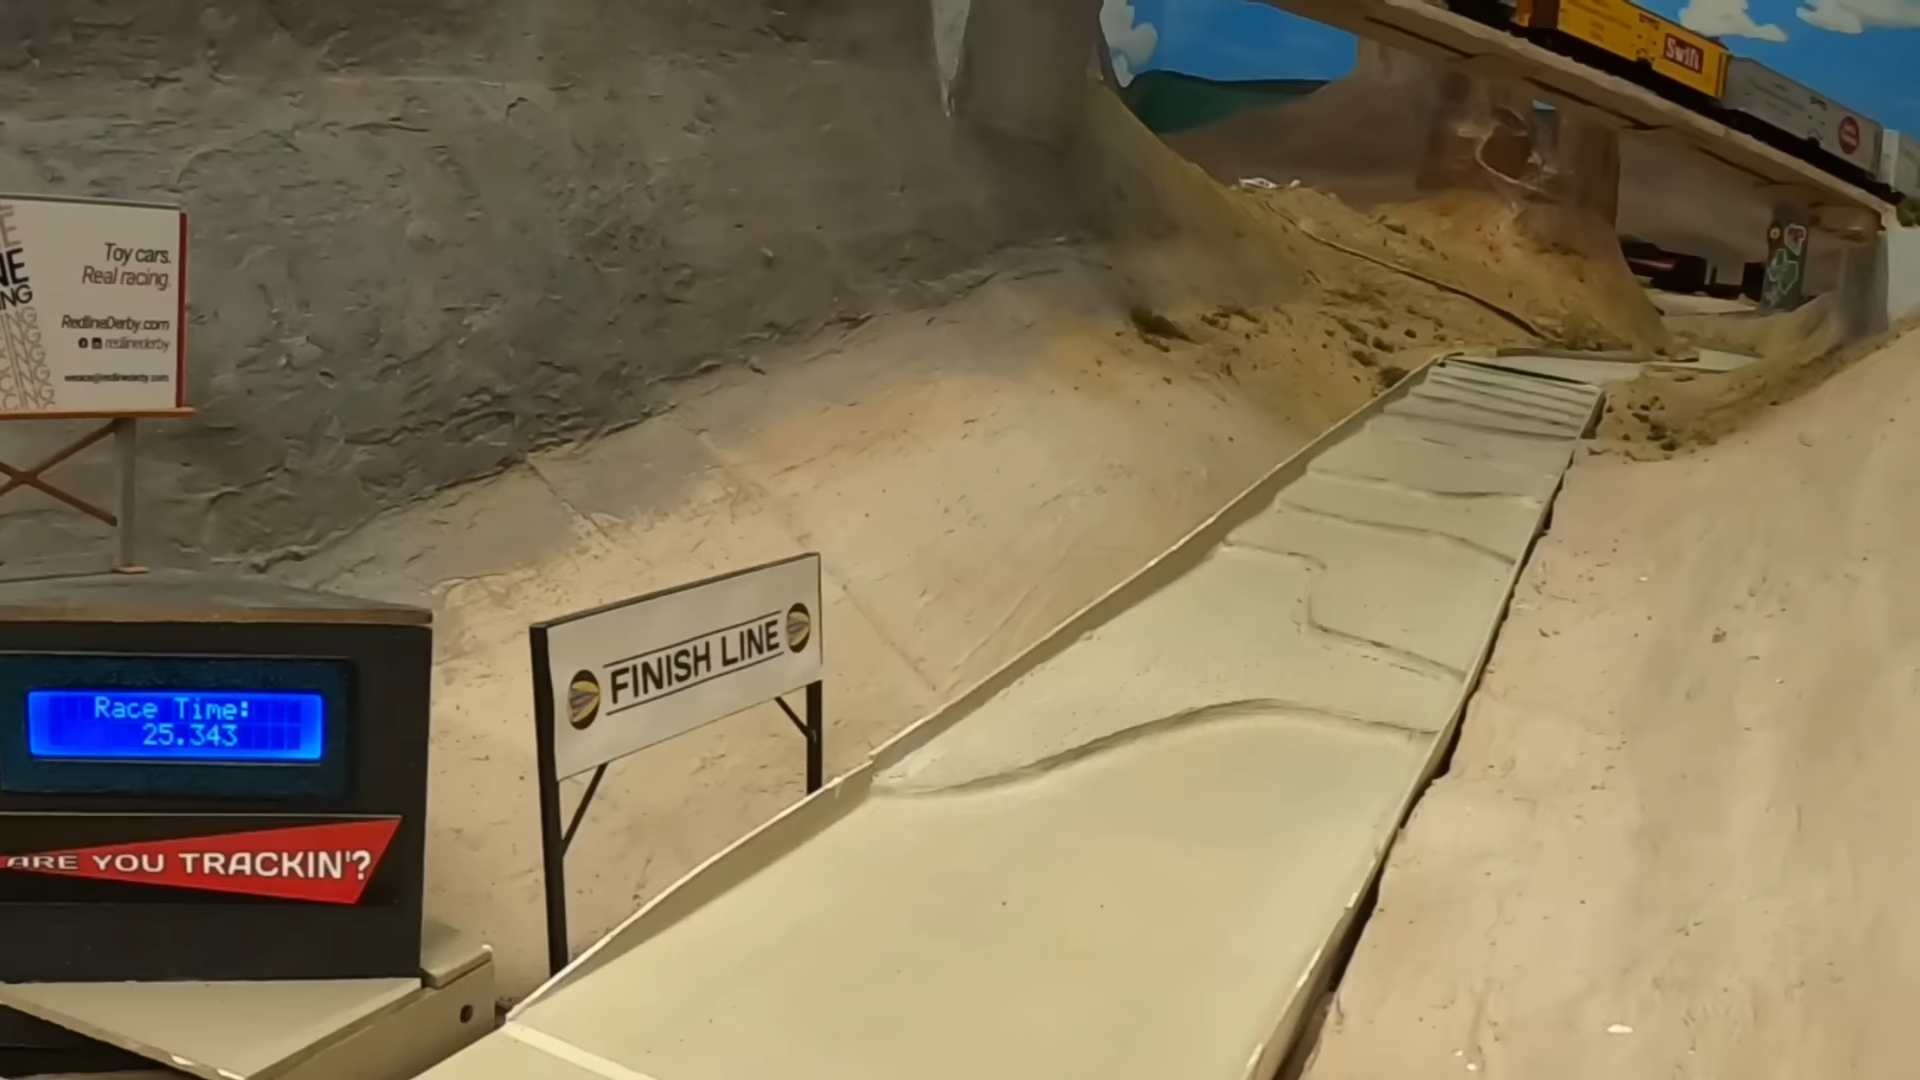 Swift
Toy cars.
Real racing.
RedlineDerby.com
redlinederby
FINISH LINE
Race Time:
25.343
ARE YOU TRACKIN'?